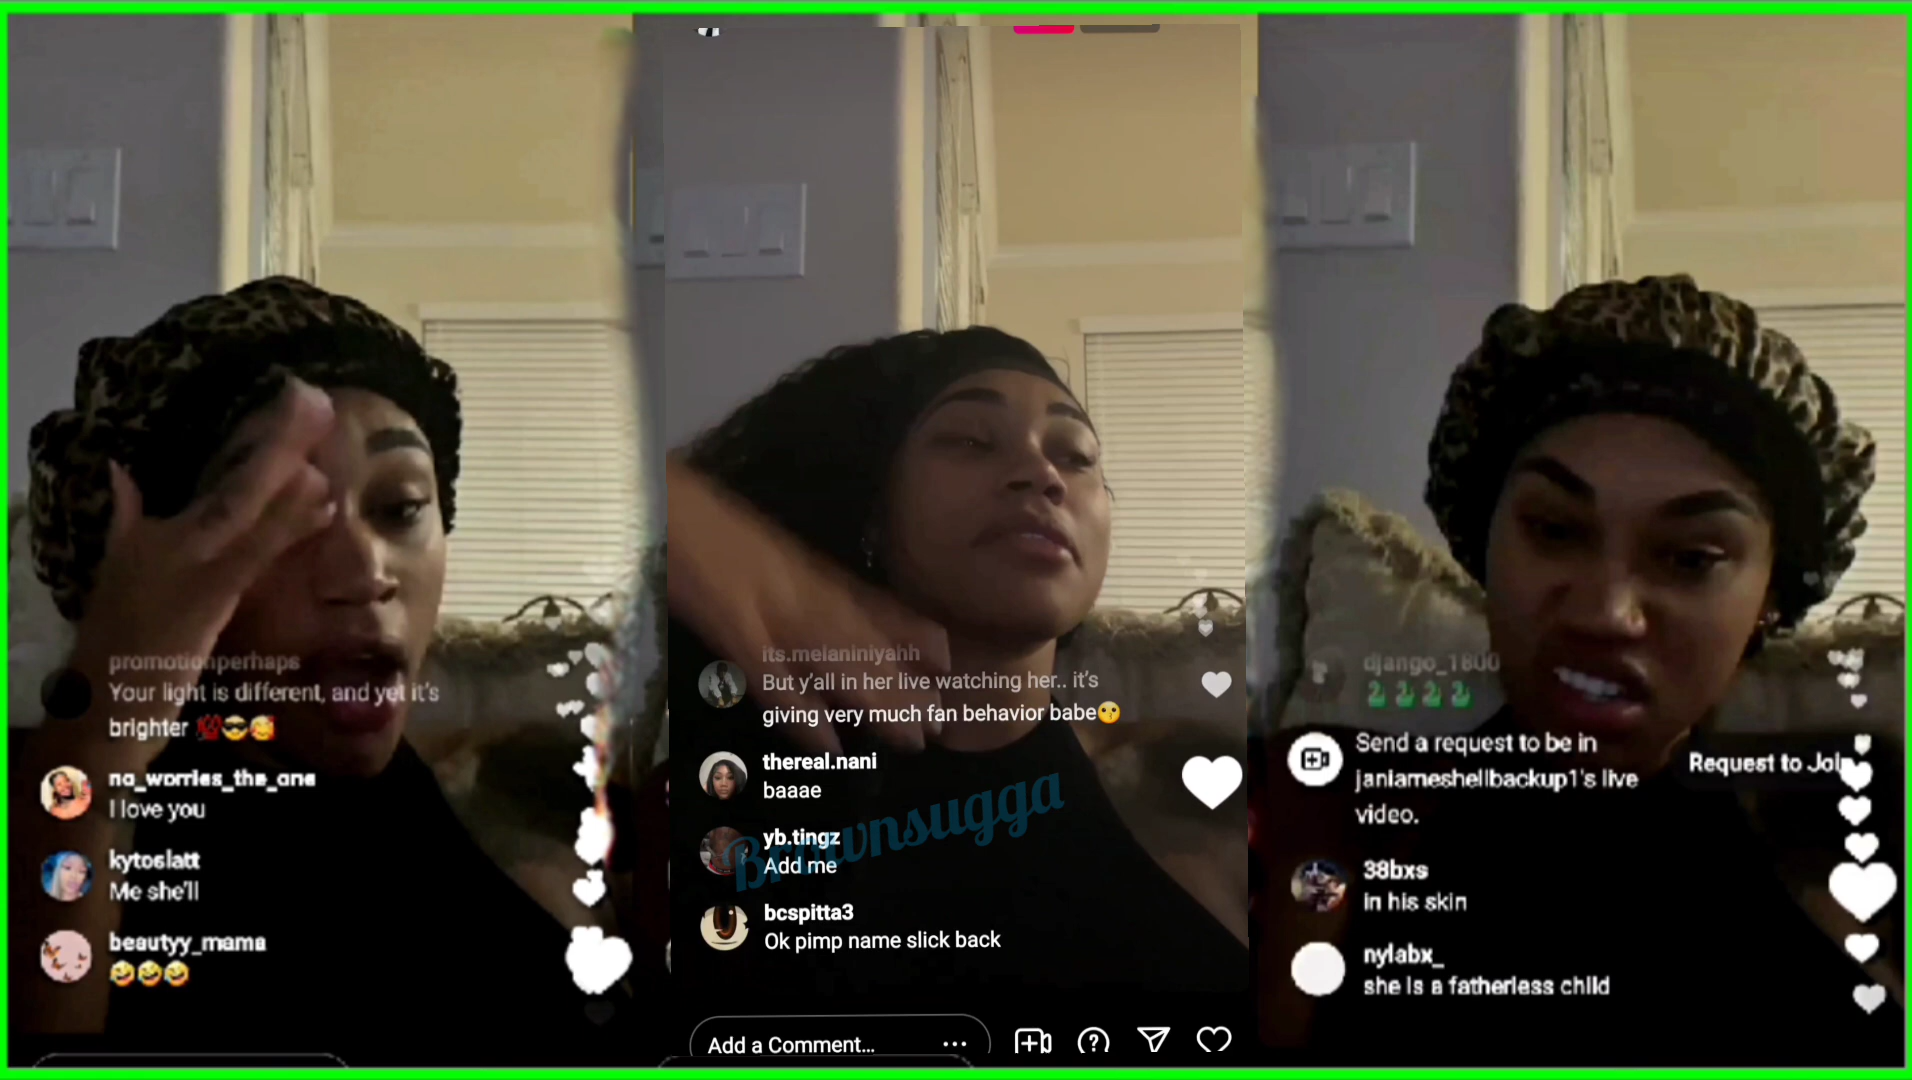 promotionperhaps
Your light is different, and yet it's
brighter 💯😎🥰
no_worries_the_one
I love you
kytoslatt
Me she'll
beautyy_mama
🤣🤣🤣
its.melaniniyahh
But y'all in her live watching her.. it's
giving very much fan behavior babe😗
thereal.nani
baaae
yb.tingz
Add me
bcspitta3
Ok pimp name slick back
Brownsugga
Add a Comment...
django_1800
🐉🐉🐉🐉
Send a request to be in
janiameshellbackup1's live
video.
Request to Join
38bxs
in his skin
nylabx_
she is a fatherless child